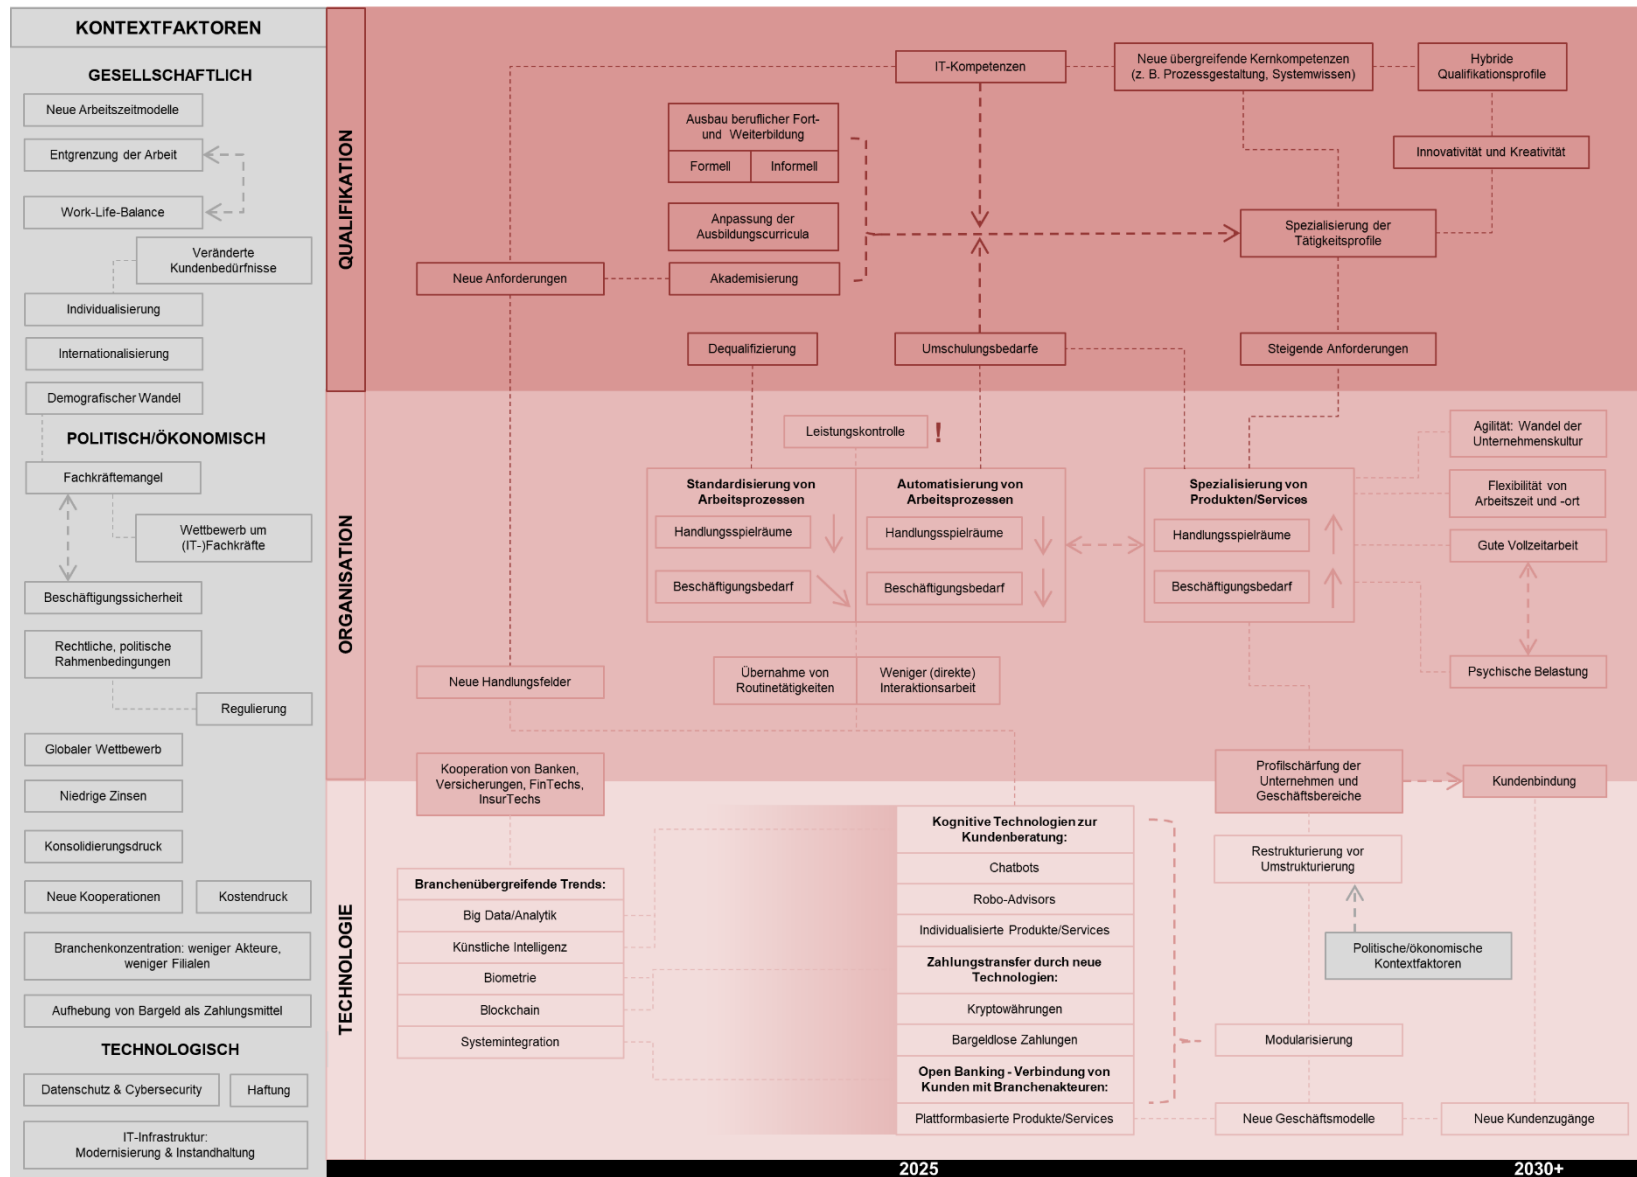 KONTEXTFAKTOREN
GESELLSCHAFTLICH
Neue Arbeitszeitmodelle
Entgrenzung der Arbeit
Work-Life-Balance
Veränderte
Kundenbedürfnisse
Individualisierung
Internationalisierung
Demografischer Wandel
POLITISCH/ÖKONOMISCH
Fachkräftemangel
Wettbewerb um
(IT-)Fachkräfte
Beschäftigungssicherheit
Rechtliche, politische
Rahmenbedingungen
Regulierung
Globaler Wettbewerb
Niedrige Zinsen
Konsolidierungsdruck
Neue Kooperationen
Kostendruck
Branchenkonzentration: weniger Akteure,
weniger Filialen
Aufhebung von Bargeld als Zahlungsmittel
TECHNOLOGISCH
Datenschutz & Cybersecurity
Haftung
IT-Infrastruktur:
Modernisierung & Instandhaltung
QUALIFIKATION
IT-Kompetenzen
Neue übergreifende Kernkompetenzen
(z. B. Prozessgestaltung, Systemwissen)
Hybride
Qualifikationsprofile
Ausbau beruflicher Fort-
und Weiterbildung
Formell
Informell
Innovativität und Kreativität
Anpassung der
Ausbildungscurricula
Spezialisierung der
Tätigkeitsprofile
Neue Anforderungen
Akademisierung
Dequalifizierung
Umschulungsbedarfe
Steigende Anforderungen
ORGANISATION
Leistungskontrolle
!
Agilität: Wandel der
Unternehmenskultur
Standardisierung von
Arbeitsprozessen
Handlungsspielräume
Beschäftigungsbedarf
Automatisierung von
Arbeitsprozessen
Handlungsspielräume
Beschäftigungsbedarf
Spezialisierung von
Produkten/Services
Handlungsspielräume
Beschäftigungsbedarf
Flexibilität von
Arbeitszeit und -ort
Gute Vollzeitarbeit
Psychische Belastung
Neue Handlungsfelder
Übernahme von
Routinetätigkeiten
Weniger (direkte)
Interaktionsarbeit
Kooperation von Banken,
Versicherungen, FinTechs,
InsurTechs
Profilschärfung der
Unternehmen und
Geschäftsbereiche
Kundenbindung
TECHNOLOGIE
Branchenübergreifende Trends:
Big Data/Analytik
Künstliche Intelligenz
Biometrie
Blockchain
Systemintegration
Kognitive Technologien zur
Kundenberatung:
Chatbots
Robo-Advisors
Individualisierte Produkte/Services
Zahlungstransfer durch neue
Technologien:
Kryptowährungen
Bargeldlose Zahlungen
Open Banking - Verbindung von
Kunden mit Branchenakteuren:
Plattformbasierte Produkte/Services
Restrukturierung vor
Umstrukturierung
Politische/ökonomische
Kontextfaktoren
Modularisierung
Neue Geschäftsmodelle
Neue Kundenzugänge
2025
2030+